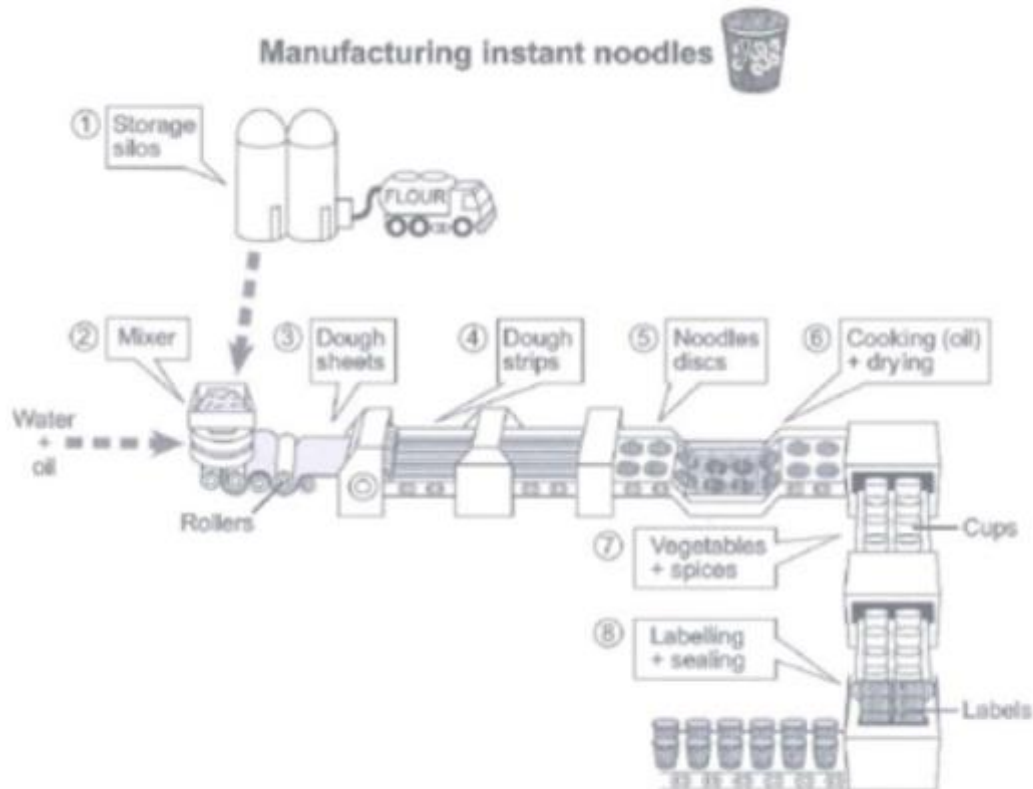 Manufacturing instant noodles
1 Storage
silos
FLOUR
2 Mixer
3 Dough
sheets
4 Dough
strips
5 Noodles
discs
6 Cooking (oil)
+ drying
Water
+
oil
Rollers
7 Vegetables
+ spices
Cups
8 Labelling
+ sealing
Labels